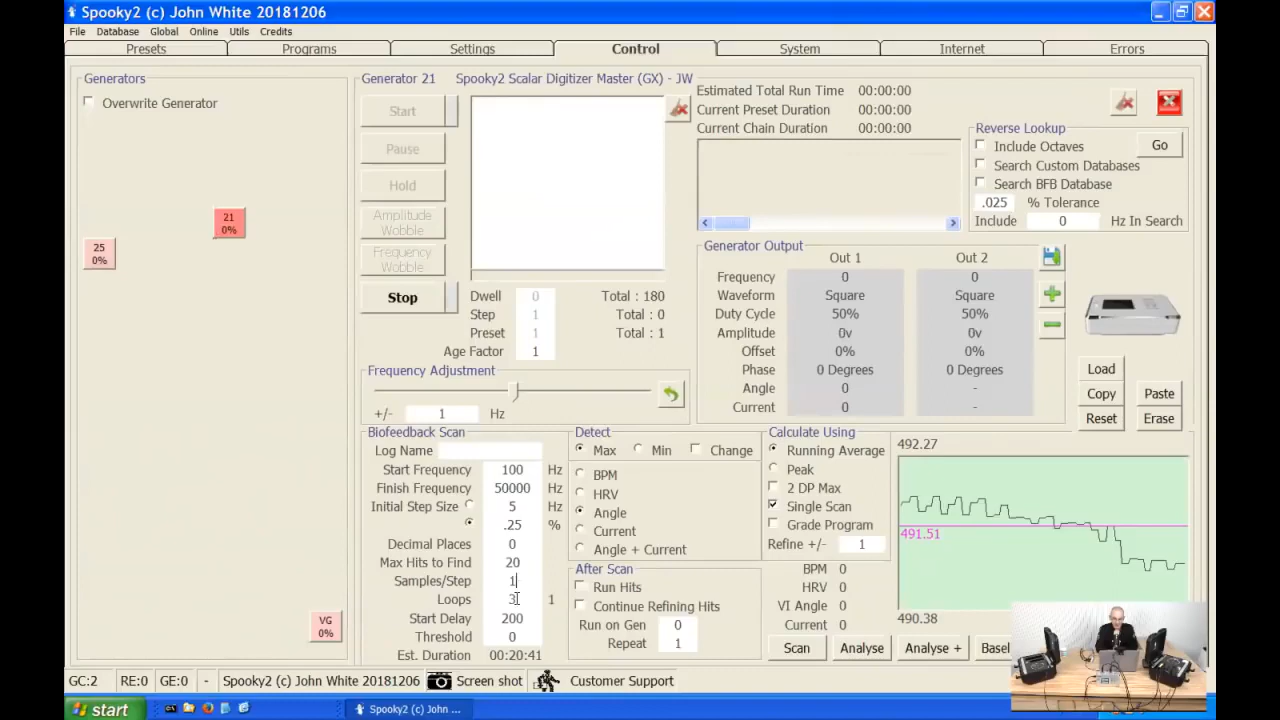 Spooky2 (c) John White 20181206
File Database Global Online Utils Credits
Presets Programs Settings Control System Internet Errors
Generators
Overwrite Generator
21
0%
25
0%
VG
0%
Generator 21 Spooky2 Scalar Digitizer Master (GX) - JW
Start
Pause
Hold
Amplitude
Wobble
Frequency
Wobble
Stop
Dwell 0 Total : 180
Step 1 Total : 0
Preset 1 Total : 1
Age Factor 1
Frequency Adjustment
+/- 1 Hz
Estimated Total Run Time 00:00:00
Current Preset Duration 00:00:00
Current Chain Duration 00:00:00
Reverse Lookup
Include Octaves Go
Search Custom Databases
Search BFB Database
.025 % Tolerance
Include 0 Hz In Search
Generator Output
Out 1 Out 2
Frequency 0 0
Waveform Square Square
Duty Cycle 50% 50%
Amplitude 0v 0v
Offset 0% 0%
Phase 0 Degrees 0 Degrees
Angle 0 -
Current 0 -
Load
Copy Paste
Reset Erase
Biofeedback Scan
Log Name
Start Frequency 100 Hz
Finish Frequency 50000 Hz
Initial Step Size 5 Hz
.25 %
Decimal Places 0
Max Hits to Find 20
Samples/Step 1
Loops 3 1
Start Delay 200
Threshold 0
Est. Duration 00:20:41
Detect
Max Min Change
BPM
HRV
Angle
Current
Angle + Current
After Scan
Run Hits
Continue Refining Hits
Run on Gen 0
Repeat 1
Calculate Using
Running Average
Peak
2 DP Max
Single Scan
Grade Program
Refine +/- 1
BPM 0
HRV 0
VI Angle 0
Current 0
492.27
491.51
490.38
Scan Analyse Analyse + Basel
GC:2 RE:0 GE:0 - Spooky2 (c) John White 20181206 Screen shot Customer Support
start Spooky2 (c) John ...